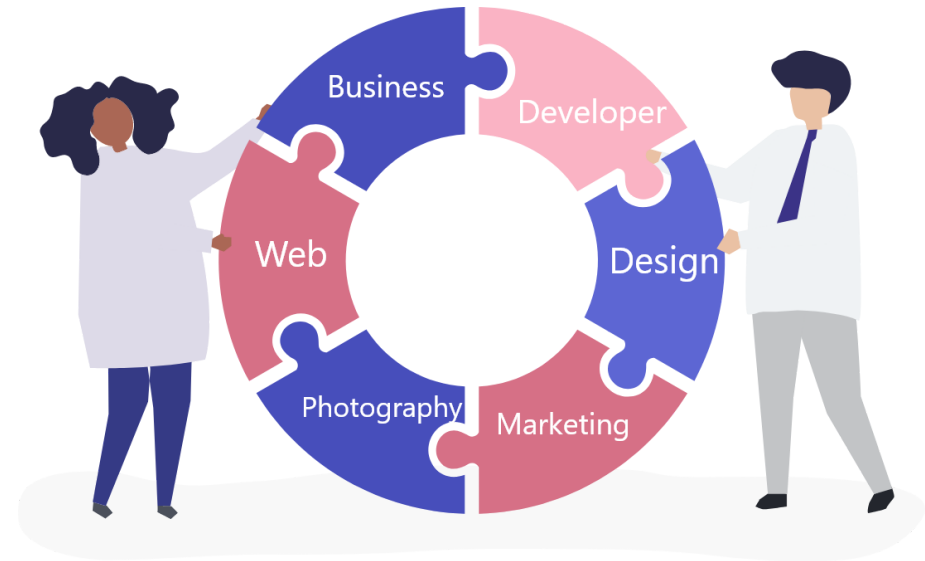 Business
Developer
Web
Design
Photography
Marketing